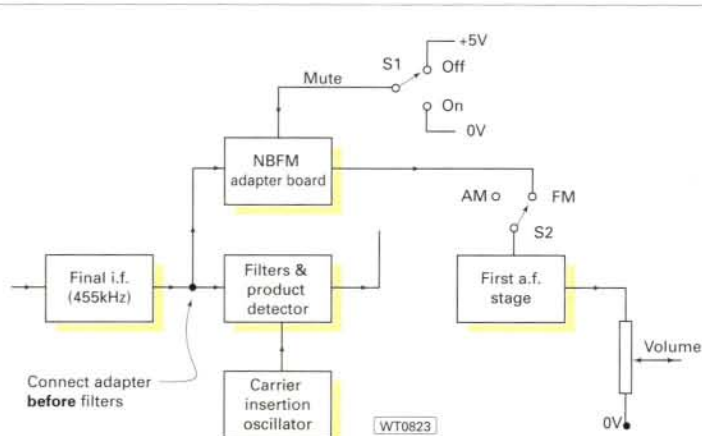 +5V
S1
Off
Mute
On
0V
NBFM
adapter board
AM
FM
S2
Final i.f.
(455kHz)
Filters &
product
detector
First a.f.
stage
Volume
Connect adapter
before filters
Carrier
insertion
oscillator
WT0823
0V